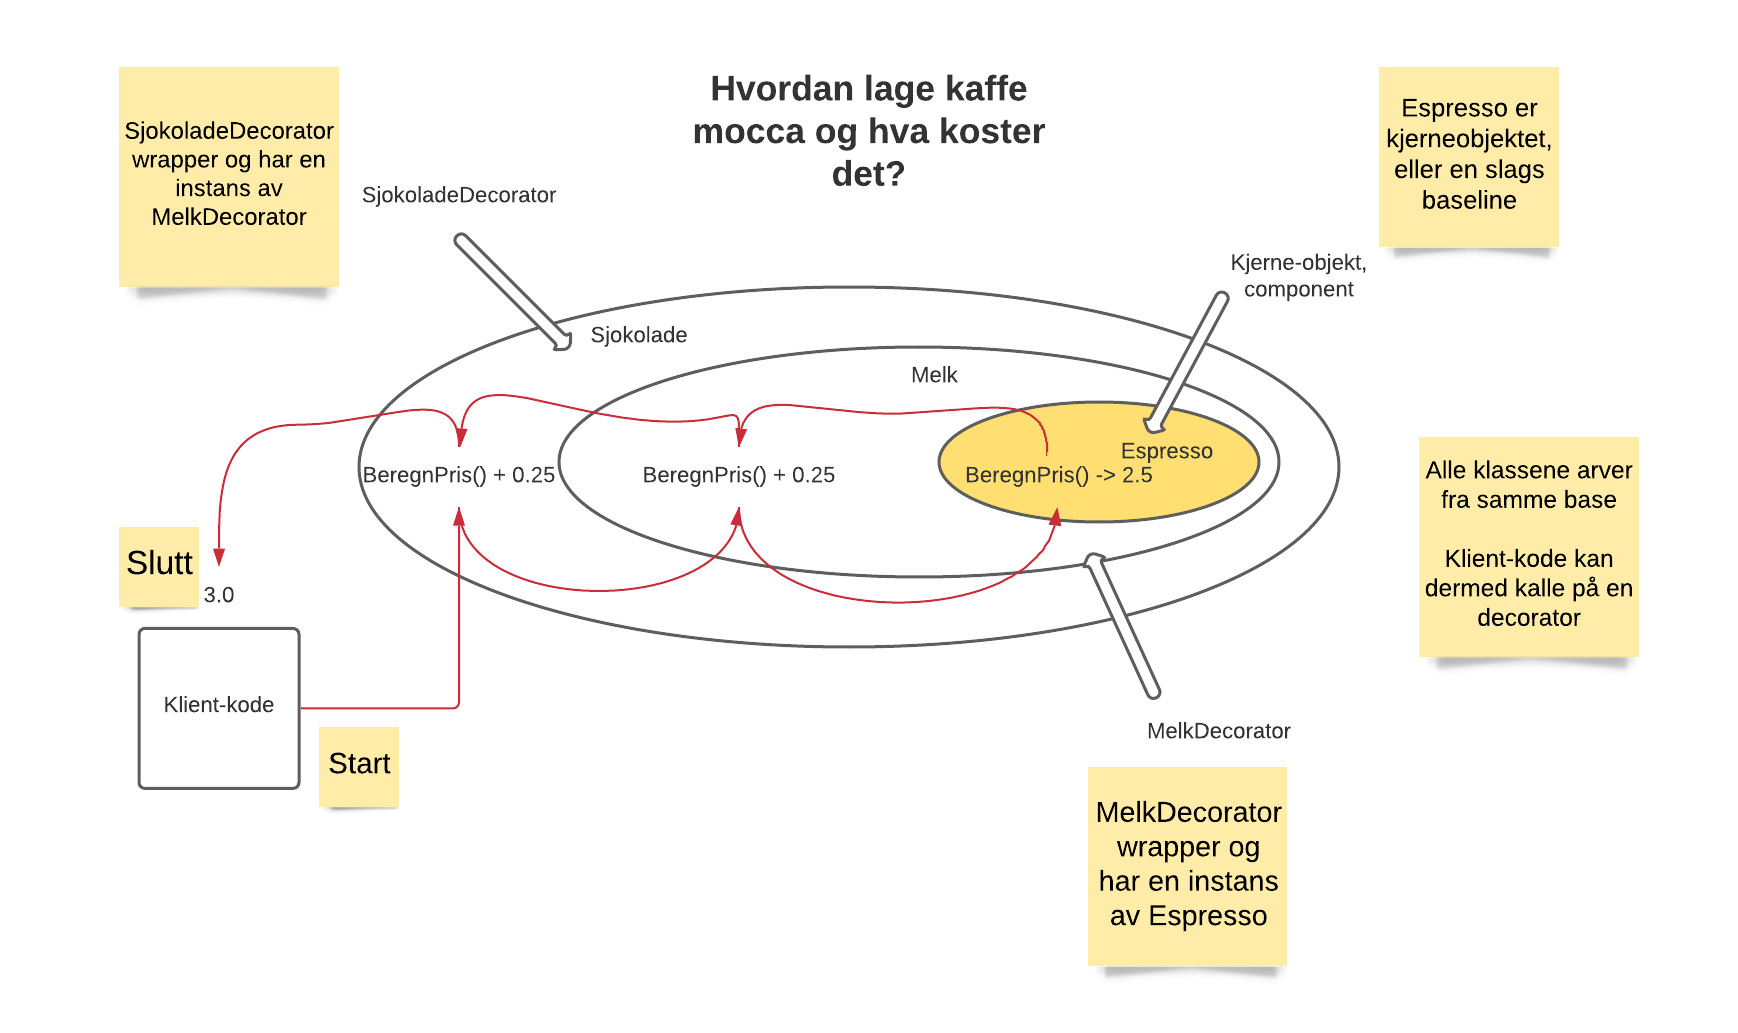 Hvordan lage kaffe
mocca og hva koster
det?
SjokoladeDecorator
wrapper og har en
instans av
MelkDecorator
Espresso er
kjerneobjektet,
eller en slags
baseline
SjokoladeDecorator
Kjerne-objekt,
component
Sjokolade
Melk
Espresso
BeregnPris() + 0.25
BeregnPris() + 0.25
BeregnPris() -> 2.5
Alle klassene arver
fra samme base
Klient-kode kan
dermed kalle på en
decorator
Slutt
3.0
Klient-kode
Start
MelkDecorator
MelkDecorator
wrapper og
har en instans
av Espresso